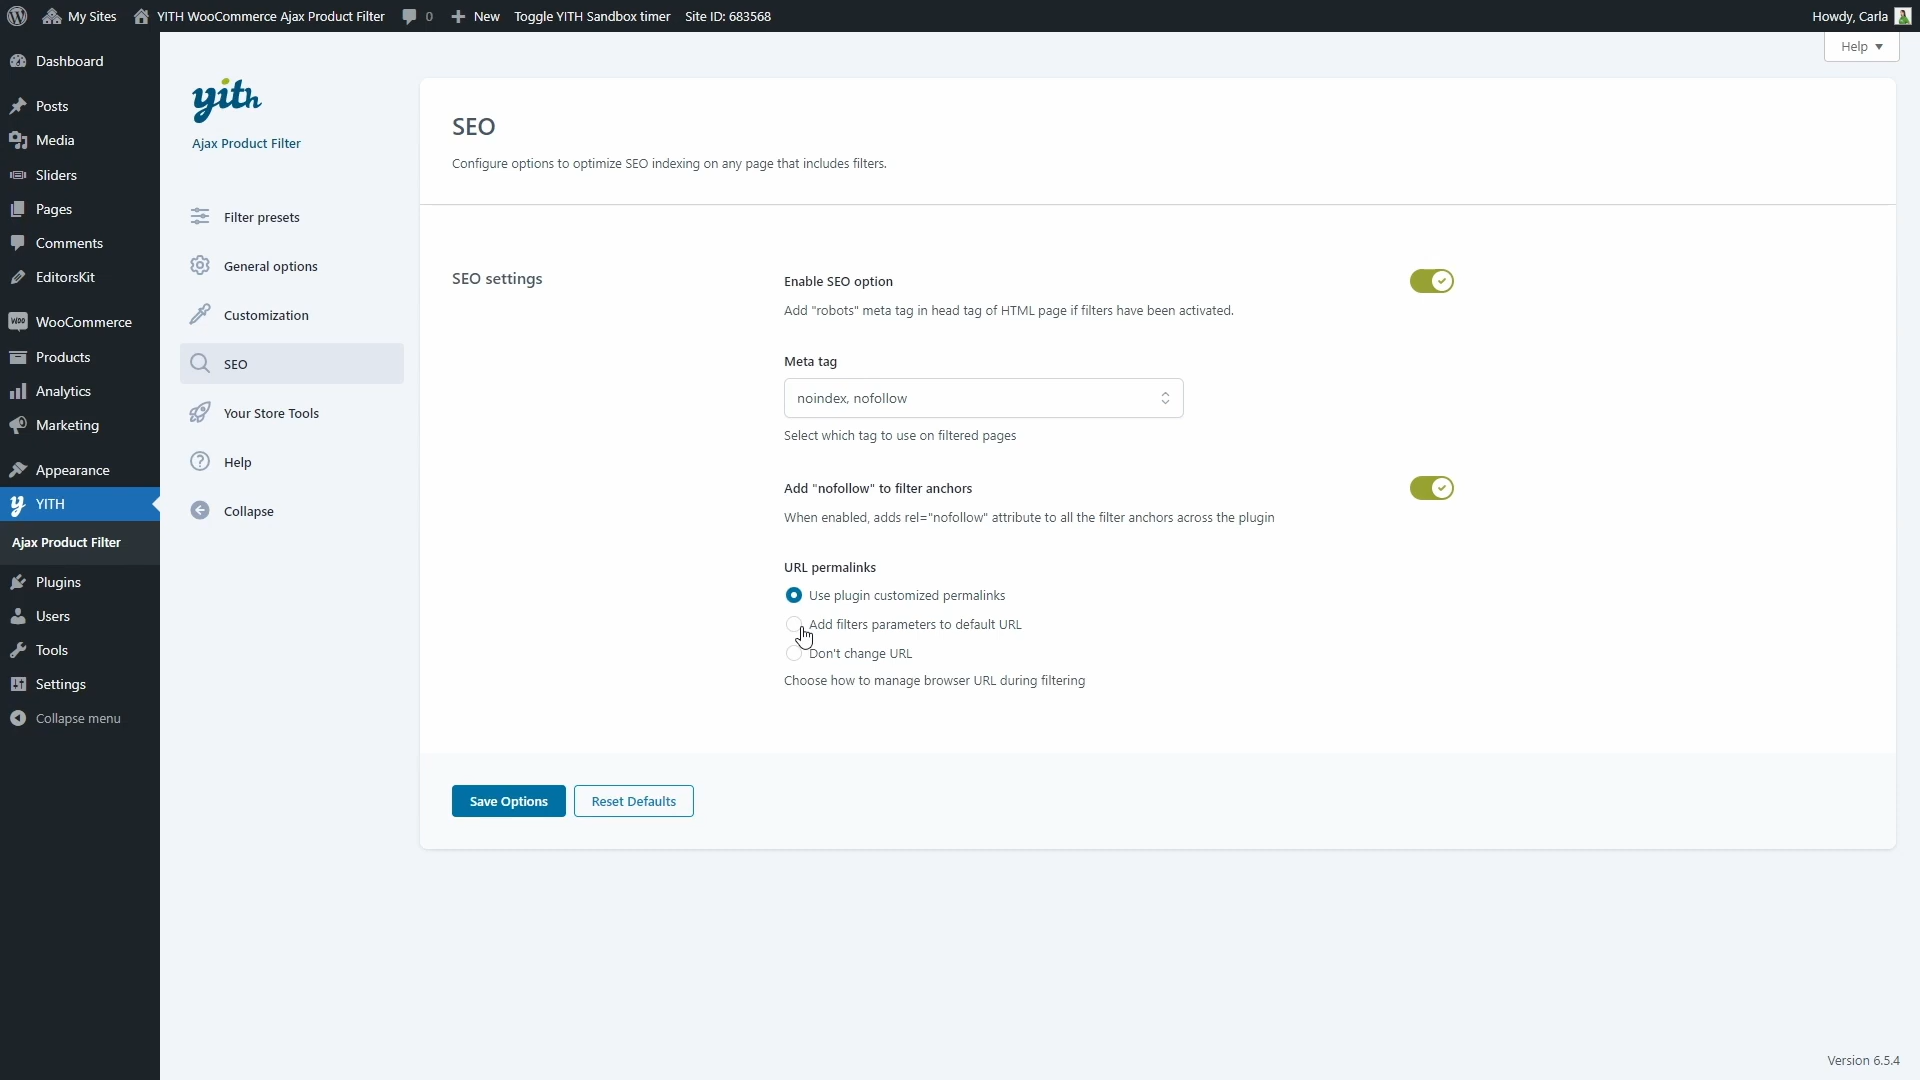 My Sites YITH WooCommerce Ajax Product Filter 0 New Toggle YITH Sandbox timer Site ID: 683568 Howdy, Carla
Help
Dashboard
Posts
Media
Sliders
Pages
Comments
EditorsKit
WooCommerce
Products
Analytics
Marketing
Appearance
YITH
Ajax Product Filter
Plugins
Users
Tools
Settings
Collapse menu
yith
Ajax Product Filter
Filter presets
General options
Customization
SEO
Your Store Tools
Help
Collapse
SEO
Configure options to optimize SEO indexing on any page that includes filters.
SEO settings
Enable SEO option
Add "robots" meta tag in head tag of HTML page if filters have been activated.
Meta tag
noindex, nofollow
Select which tag to use on filtered pages
Add "nofollow" to filter anchors
When enabled, adds rel="nofollow" attribute to all the filter anchors across the plugin
URL permalinks
Use plugin customized permalinks
Add filters parameters to default URL
Don't change URL
Choose how to manage browser URL during filtering
Save Options Reset Defaults
Version 6.5.4